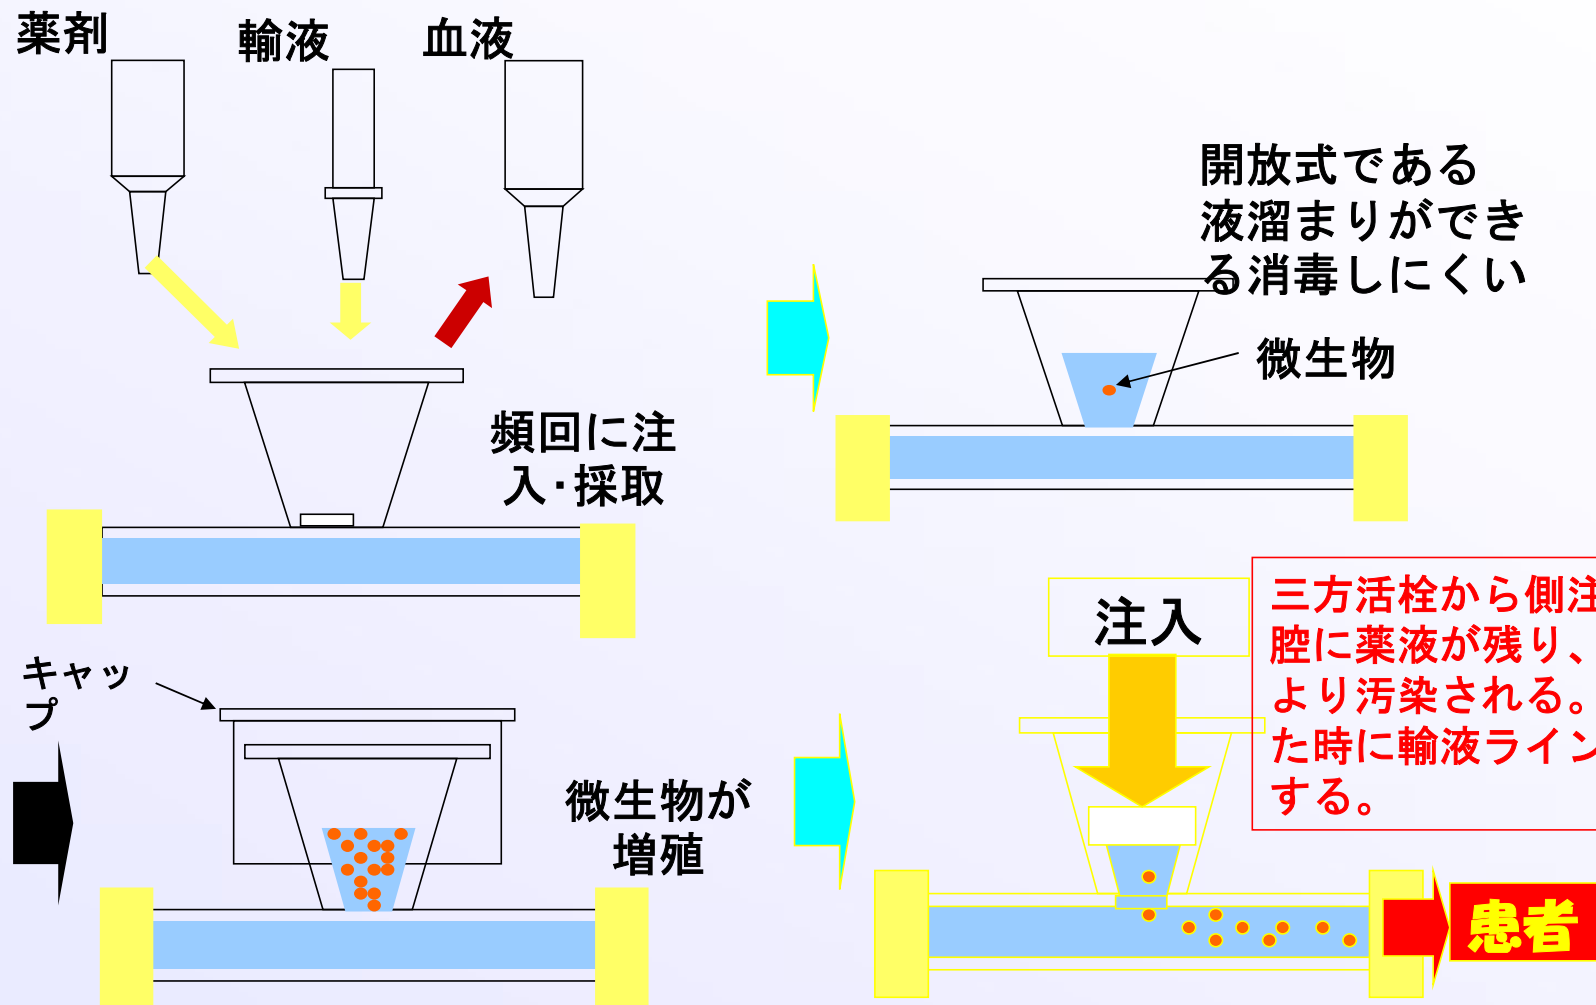 薬剤
輸液
血液
頻回に注
入・採取
開放式である
液溜まりができ
る消毒しにくい
微生物
キャッ
プ
微生物が
増殖
注入
三方活栓から側注
腔に薬液が残り、
より汚染される。
た時に輸液ライン
する。
患者